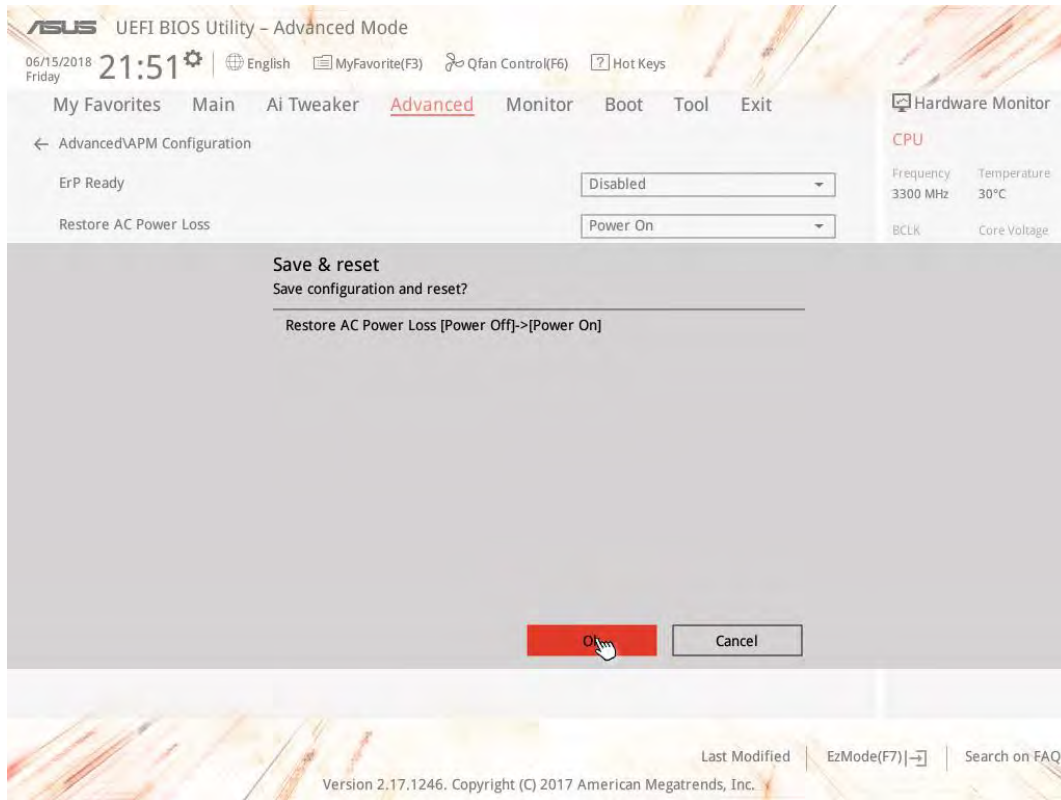 ASUS UEFI BIOS Utility – Advanced Mode
06/15/2018
Friday
21:51
English MyFavorite(F3) Qfan Control(F6) ? Hot Keys
My Favorites Main Ai Tweaker Advanced Monitor Boot Tool Exit
Hardware Monitor
← Advanced\APM Configuration
CPU
ErP Ready Disabled
Frequency Temperature
3300 MHz 30°C
Restore AC Power Loss Power On
BCLK Core Voltage
Save & reset
Save configuration and reset?
Restore AC Power Loss [Power Off]->[Power On]
Cancel
Last Modified EzMode(F7) Search on FAQ
Version 2.17.1246. Copyright (C) 2017 American Megatrends, Inc.